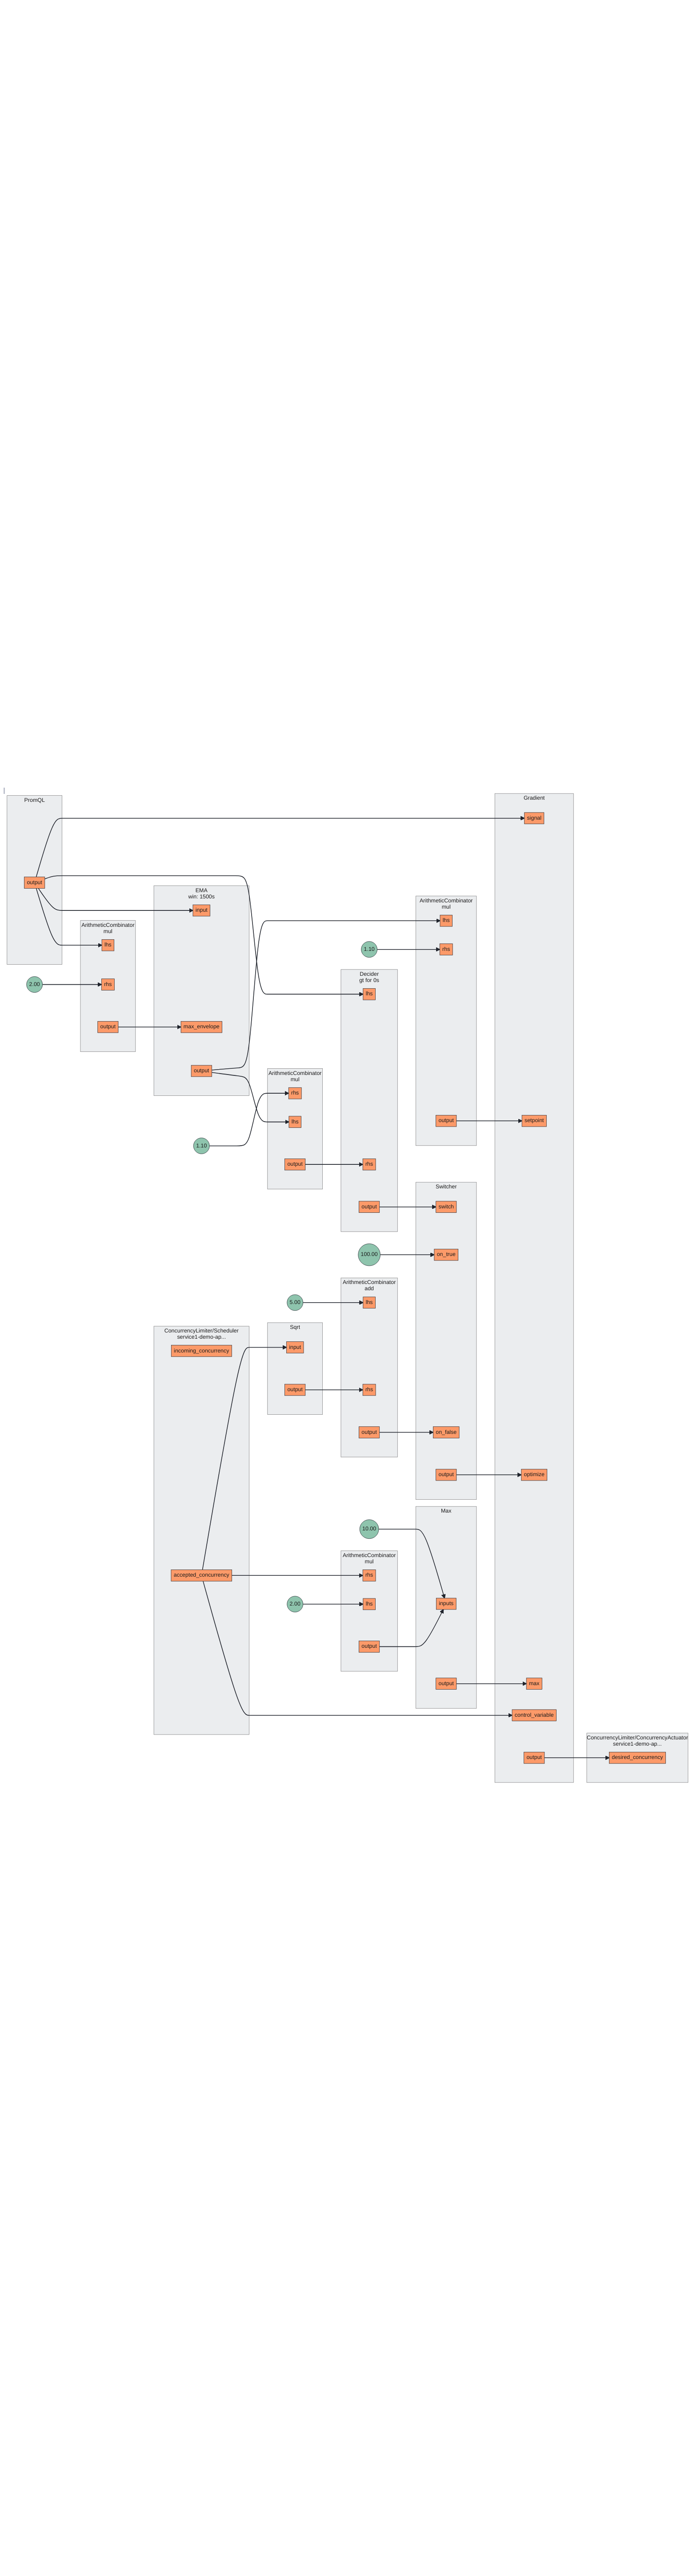 PromQL
output
2.00
ArithmeticCombinator
mul
lhs
rhs
output
EMA
win: 1500s
input
max_envelope
output
1.10
ArithmeticCombinator
mul
rhs
lhs
output
1.10
Decider
gt for 0s
lhs
rhs
output
ArithmeticCombinator
mul
lhs
rhs
output
Gradient
signal
setpoint
optimize
max
control_variable
output
Switcher
switch
on_true
on_false
output
100.00
ArithmeticCombinator
add
lhs
rhs
output
5.00
Sqrt
input
output
ConcurrencyLimiter/Scheduler
service1-demo-ap...
incoming_concurrency
accepted_concurrency
10.00
ArithmeticCombinator
mul
rhs
lhs
output
2.00
Max
inputs
output
ConcurrencyLimiter/ConcurrencyActuator
service1-demo-ap...
desired_concurrency